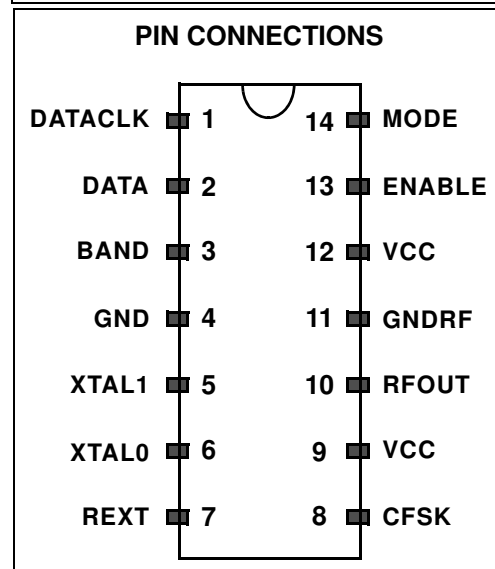 PIN CONNECTIONS
DATACLK 1 14 MODE
DATA 2 13 ENABLE
BAND 3 12 VCC
GND 4 11 GNDRF
XTAL1 5 10 RFOUT
XTAL0 6 9 VCC
REXT 7 8 CFSK